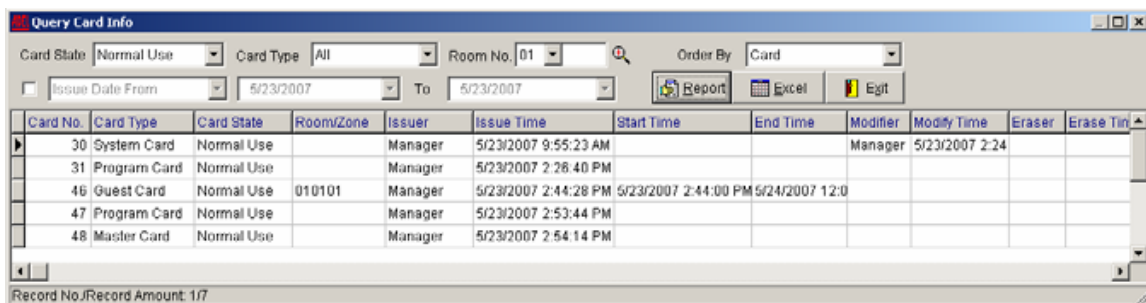 Query Card Info
Card State Normal Use Card Type All Room No. 01 Order By Card
Issue Date From 5/23/2007 To 5/23/2007 Report Excel Exit
Card No. Card Type Card State Room/Zone Issuer Issue Time Start Time End Time Modifier Modify Time Eraser Erase Tim
30 System Card Normal Use Manager 5/23/2007 9:55:23 AM Manager 5/23/2007 2:24
31 Program Card Normal Use Manager 5/23/2007 2:26:40 PM
46 Guest Card Normal Use 010101 Manager 5/23/2007 2:44:28 PM 5/23/2007 2:44:00 PM 5/24/2007 12:0
47 Program Card Normal Use Manager 5/23/2007 2:53:44 PM
48 Master Card Normal Use Manager 5/23/2007 2:54:14 PM
Record No./Record Amount: 1/7